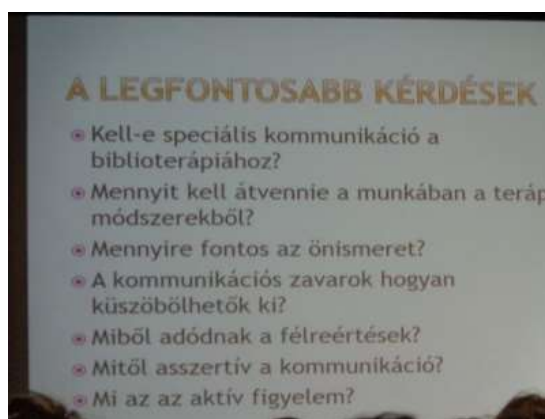 A LEGFONTOSABB KÉRDÉSEK
Kell-e speciális kommunikáció a
biblioterápiához?
Mennyit kell átvennie a munkában a
módszerekből?
Mennyire fontos az önismeret?
A kommunikációs zavarok hogyan
küszöbölhetők ki?
Miből adódnak a félreértések?
Mitől asszertív a kommunikáció?
Mi az az aktív figyelem?